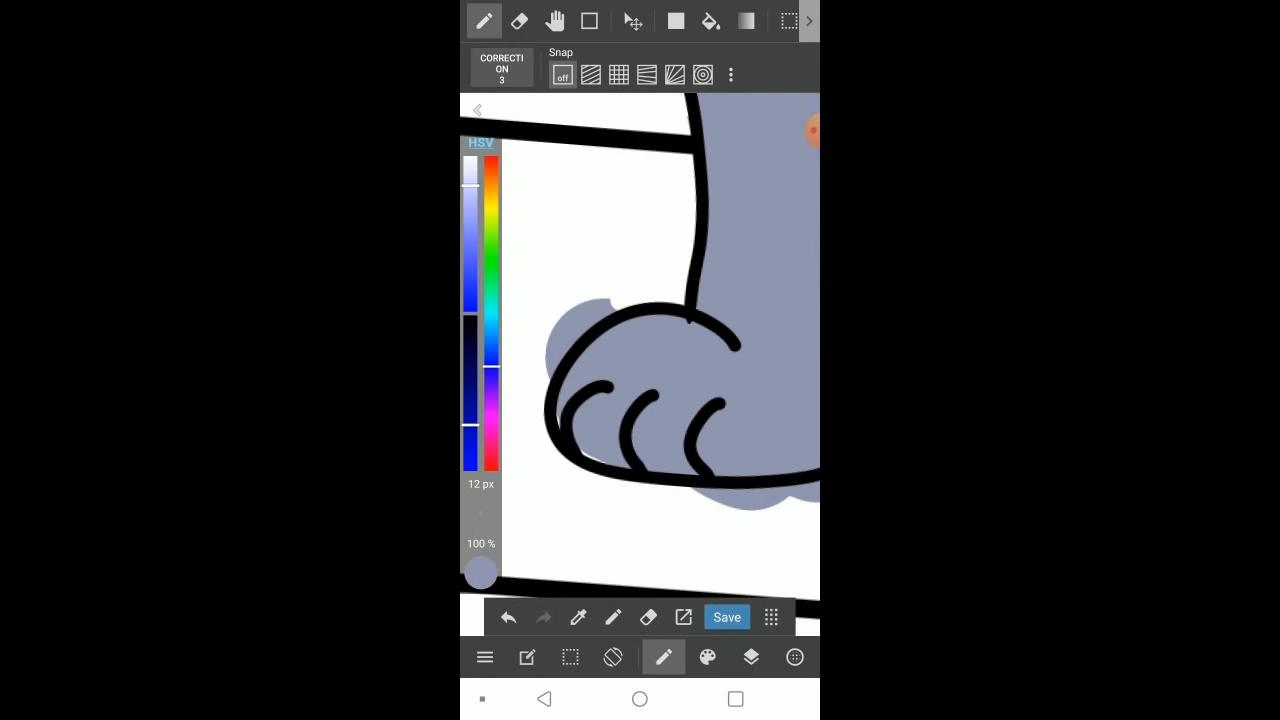 CORRECTI
ON
3
Snap
off
HSV
12 px
100 %
Save